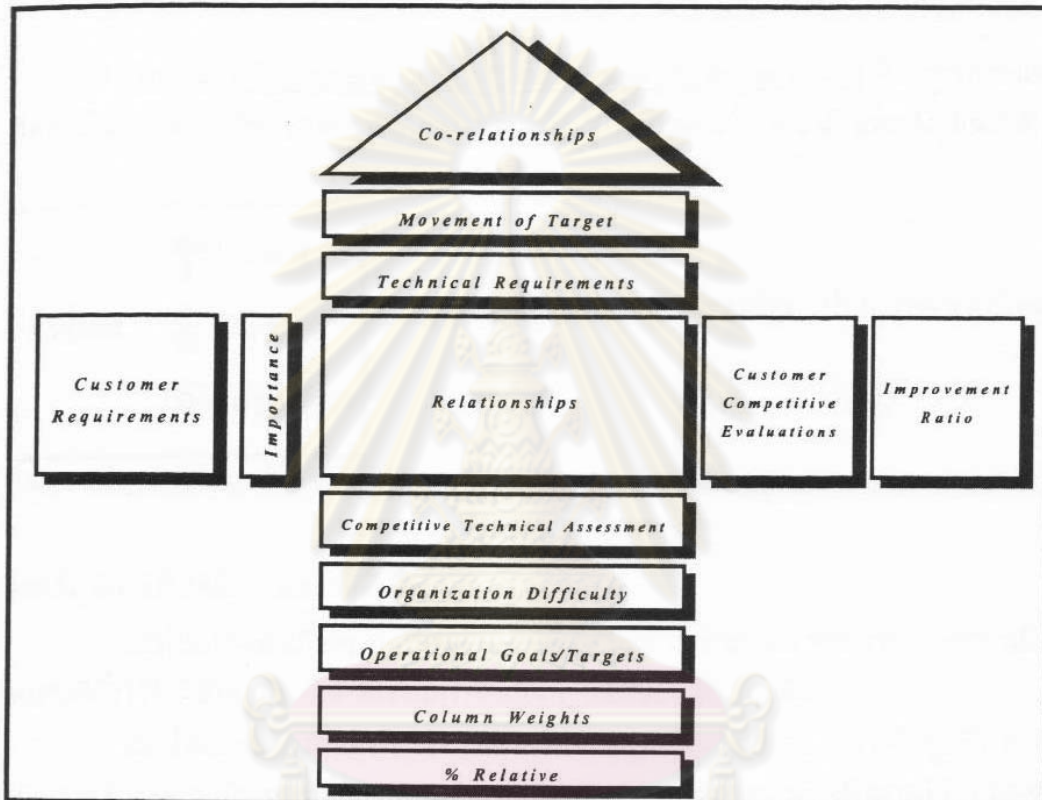 Co-relationships
Movement of Target
Technical Requirements
Customer
Requirements
Importance
Relationships
Customer
Competitive
Evaluations
Improvement
Ratio
Competitive Technical Assessment
Organization Difficulty
Operational Goals/Targets
Column Weights
% Relative